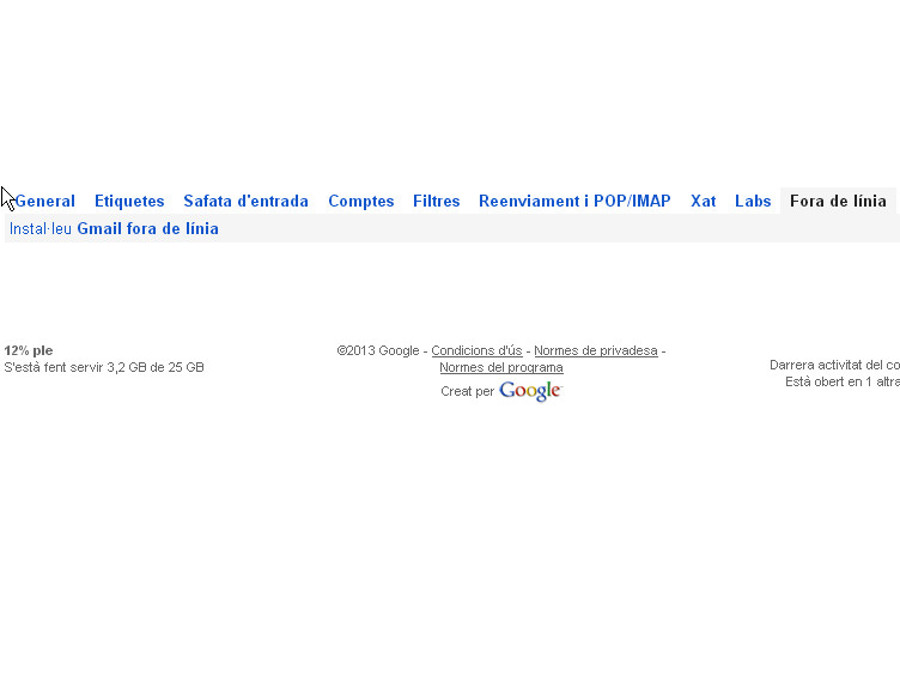 General Etiquetes Safata d'entrada Comptes Filtres Reenviament i POP/IMAP Xat Labs Fora de línia
Instal·leu Gmail fora de línia
12% ple
S'està fent servir 3,2 GB de 25 GB
©2013 Google - Condicions d'ús - Normes de privadesa -
Normes del programa
Creat per Google
Darrera activitat del co
Està obert en 1 altra